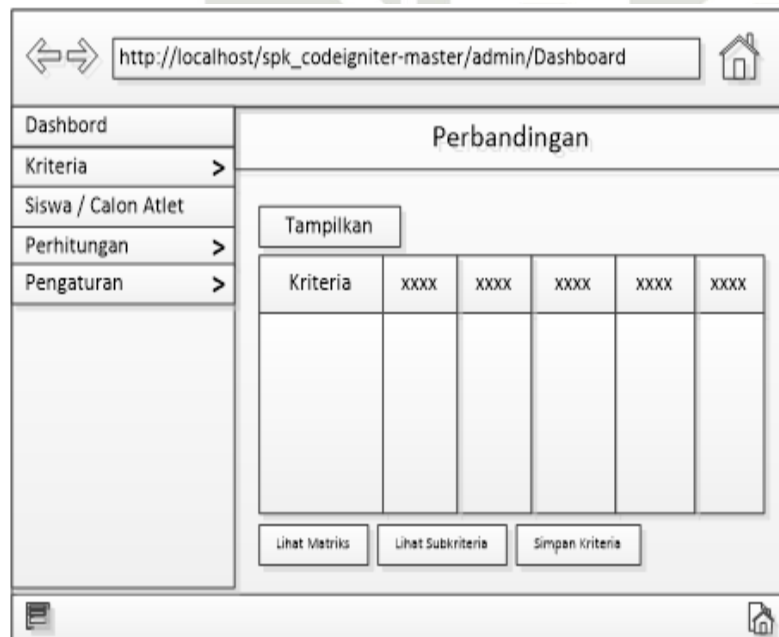 http://localhost/spk_codeigniter-master/admin/Dashboard
Dashbord
Kriteria >
Siswa / Calon Atlet
Perhitungan >
Pengaturan >
Perbandingan
Tampilkan
Kriteria xxxx xxxx xxxx xxxx xxxx
Lihat Matriks Lihat Subkriteria Simpan Kriteria